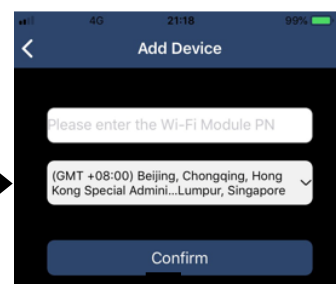 4G 21:18 99%
Add Device
Please enter the Wi-Fi Module PN
(GMT +08:00) Beijing, Chongqing, Hong
Kong Special Admini...Lumpur, Singapore
Confirm